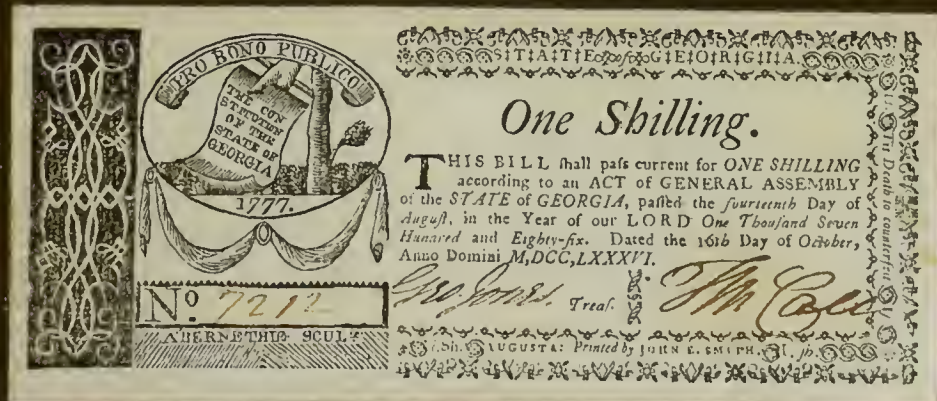 PRO BONO PUBLICO
THE CON
STITUTEN
OF THE
STATE OF
GEORGIA
1777.
No 7212
ABERNETHIE SCULP
S:T:A:T:E of G:E:O:R:G:I:A.
One Shilling.
THIS BILL ſhall paſs current for ONE SHILLING
according to an ACT of GENERAL ASSEMBLY
of the STATE of GEORGIA, paſſed the fourteenth Day of
Auguſt, in the Year of our LORD One Thouſand Seven
Hundred and Eighty-ſix. Dated the 16th Day of October,
Anno Domini M,DCC,LXXXVI.
Geo. Jones. Treaſ.
AUGUSTA: Printed by JOHN E. SMITH.
'Tis Death to counterfeit